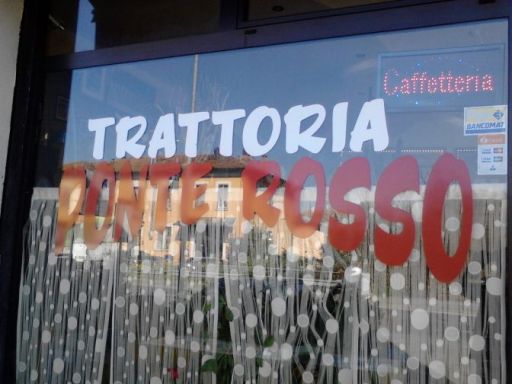 Caffetteria
TRATTORIA
BANCOMAT
PONTE ROSSO